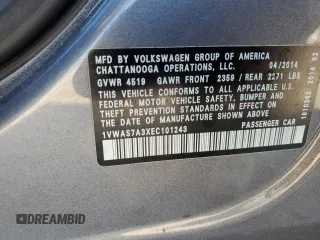 MFD. BY VOLKSWAGEN GROUP OF AMERICA
CHATTANOOGA OPERATIONS, LLC. 04/2014
GVWR 4519 GAWR FRONT 2359 / REAR 2271 LBS
THIS VEHICLE CONFORMS TO ALL APPLICABLE U.S.
FEDERAL MOTOR VEHICLE SAFETY, BUMPER, AND
THEFT PREVENTION STANDARDS IN EFFECT ON THE
DATE OF MANUFACTURE SHOWN ABOVE.
1VWAS7A3XEC101243 PASSENGER CAR
DREAMBID